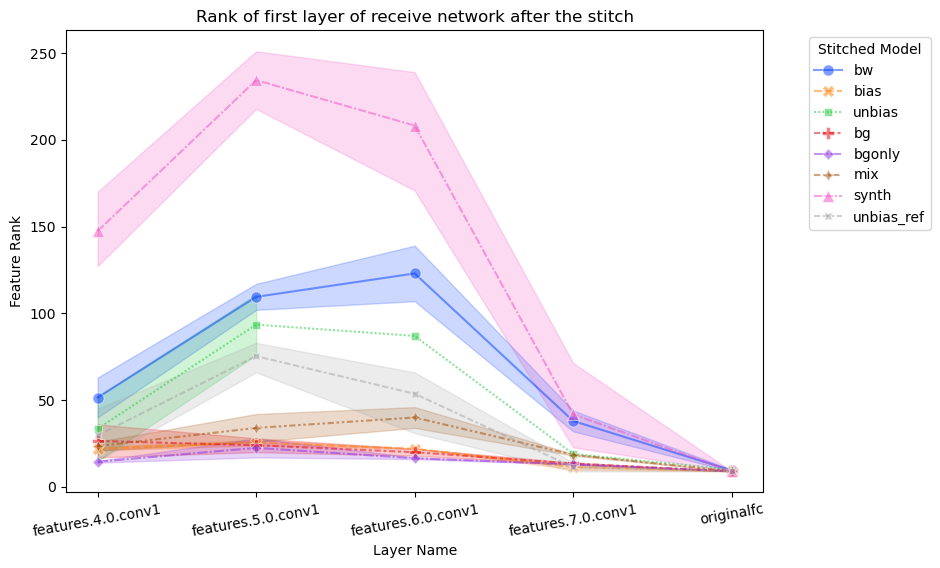 Rank of first layer of receive network after the stitch
Feature Rank
250
200
150
100
50
0
features.4.0.conv1
features.5.0.conv1
features.6.0.conv1
features.7.0.conv1
originalfc
Layer Name
Stitched Model
bw
bias
unbias
bg
bgonly
mix
synth
unbias_ref